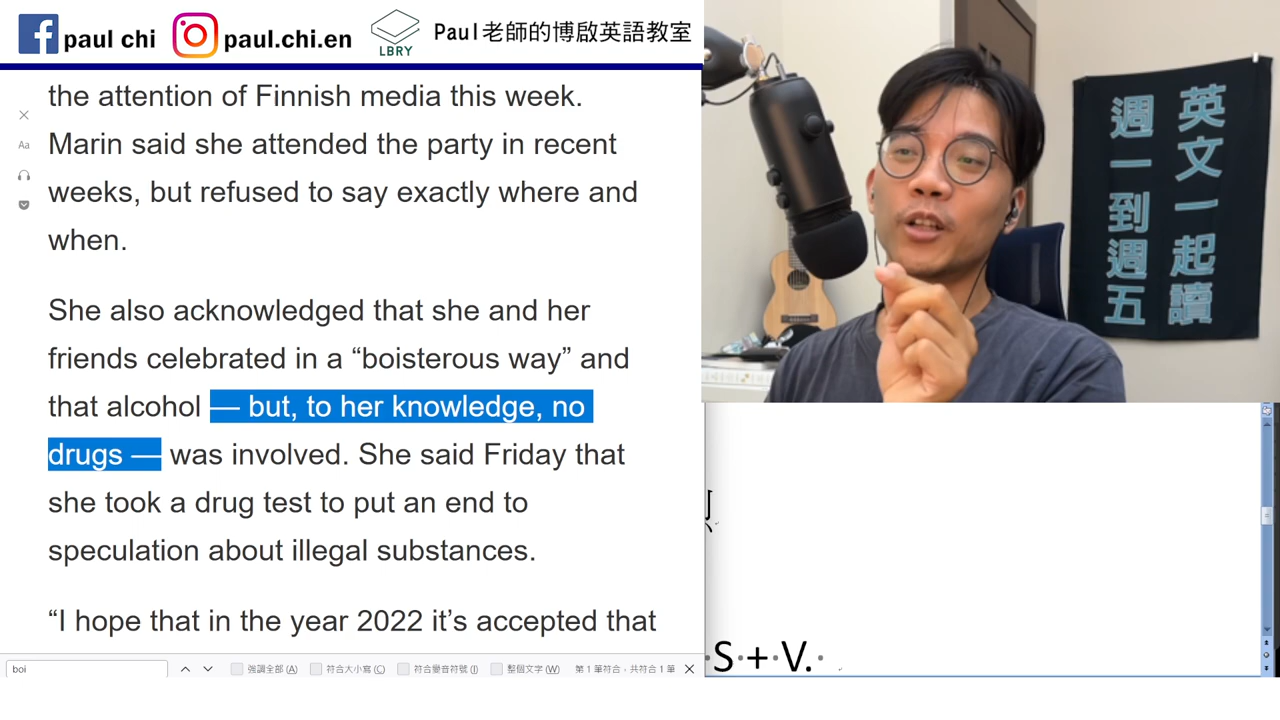 paul chi
paul.chi.en
LBRY
Paul老師的博啟英語教室
the attention of Finnish media this week.
Marin said she attended the party in recent
weeks, but refused to say exactly where and
when.
She also acknowledged that she and her
friends celebrated in a “boisterous way” and
that alcohol — but, to her knowledge, no
drugs — was involved. She said Friday that
she took a drug test to put an end to
speculation about illegal substances.
“I hope that in the year 2022 it’s accepted that
Aa
boi
強調全部 (A)
符合大小寫 (C)
符合變音符號 (I)
整個文字 (W)
第 1 筆符合，共符合 1 筆
英文一起讀
週一到週五
S + V.